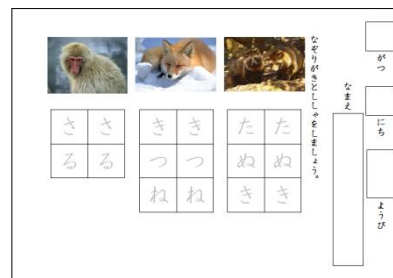 がつ
にち
ようび
なまえ
なぞりがきとししゃをしましょう。
たた
ぬぬ
きき
きき
つつ
ねね
ささ
るる